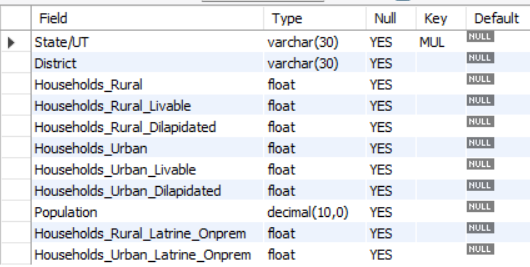 Field Type Null Key Default
State/UT varchar(30) YES MUL NULL
District varchar(30) YES NULL
Households_Rural float YES NULL
Households_Rural_Livable float YES NULL
Households_Rural_Dilapidated float YES NULL
Households_Urban float YES NULL
Households_Urban_Livable float YES NULL
Households_Urban_Dilapidated float YES NULL
Population decimal(10,0) YES NULL
Households_Rural_Latrine_Onprem float YES NULL
Households_Urban_Latrine_Onprem float YES NULL